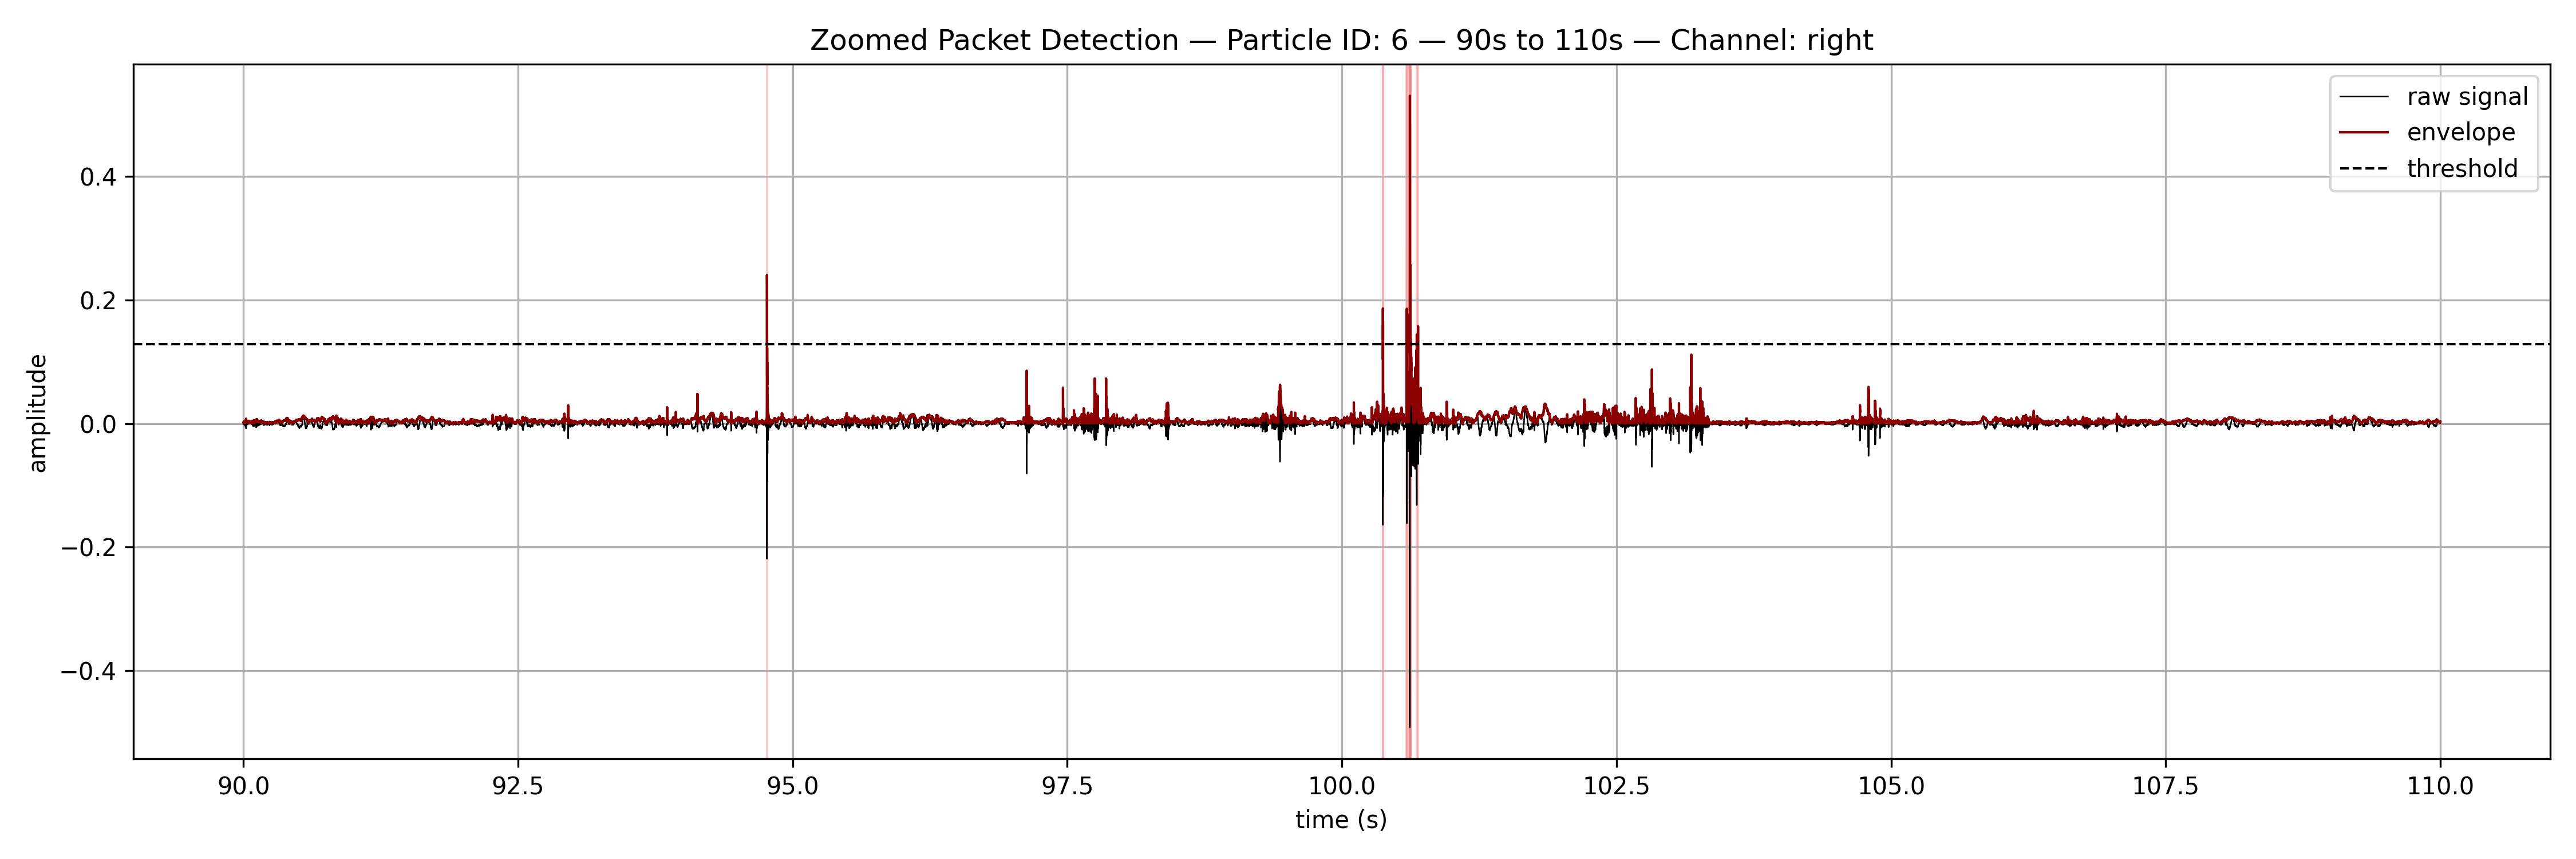 Zoomed Packet Detection — Particle ID: 6 — 90s to 110s — Channel: right
raw signal
envelope
threshold
amplitude
0.4
0.2
0.0
−0.2
−0.4
90.0 92.5 95.0 97.5 100.0 102.5 105.0 107.5 110.0
time (s)